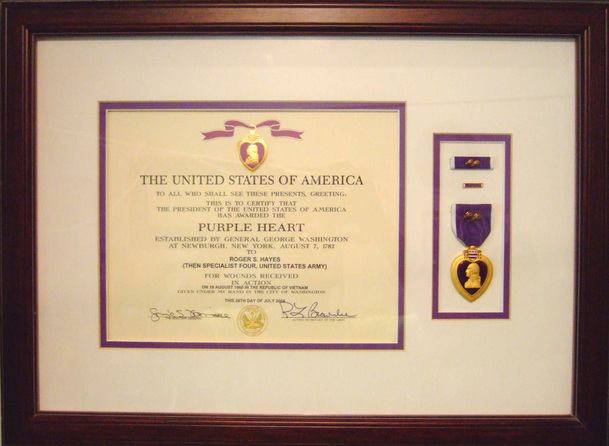 THE UNITED STATES OF AMERICA
TO ALL WHO SHALL SEE THESE PRESENTS, GREETING:
THIS IS TO CERTIFY THAT
THE PRESIDENT OF THE UNITED STATES OF AMERICA
HAS AWARDED THE
PURPLE HEART
ESTABLISHED BY GENERAL GEORGE WASHINGTON
AT NEWBURGH, NEW YORK, AUGUST 7, 1782
TO
ROGER S. HAYES
(THEN SPECIALIST FOUR, UNITED STATES ARMY)
FOR WOUNDS RECEIVED
IN ACTION
IN THE REPUBLIC OF VIETNAM
GIVEN UNDER MY HAND IN THE CITY OF WASHINGTON
DAY OF JULY